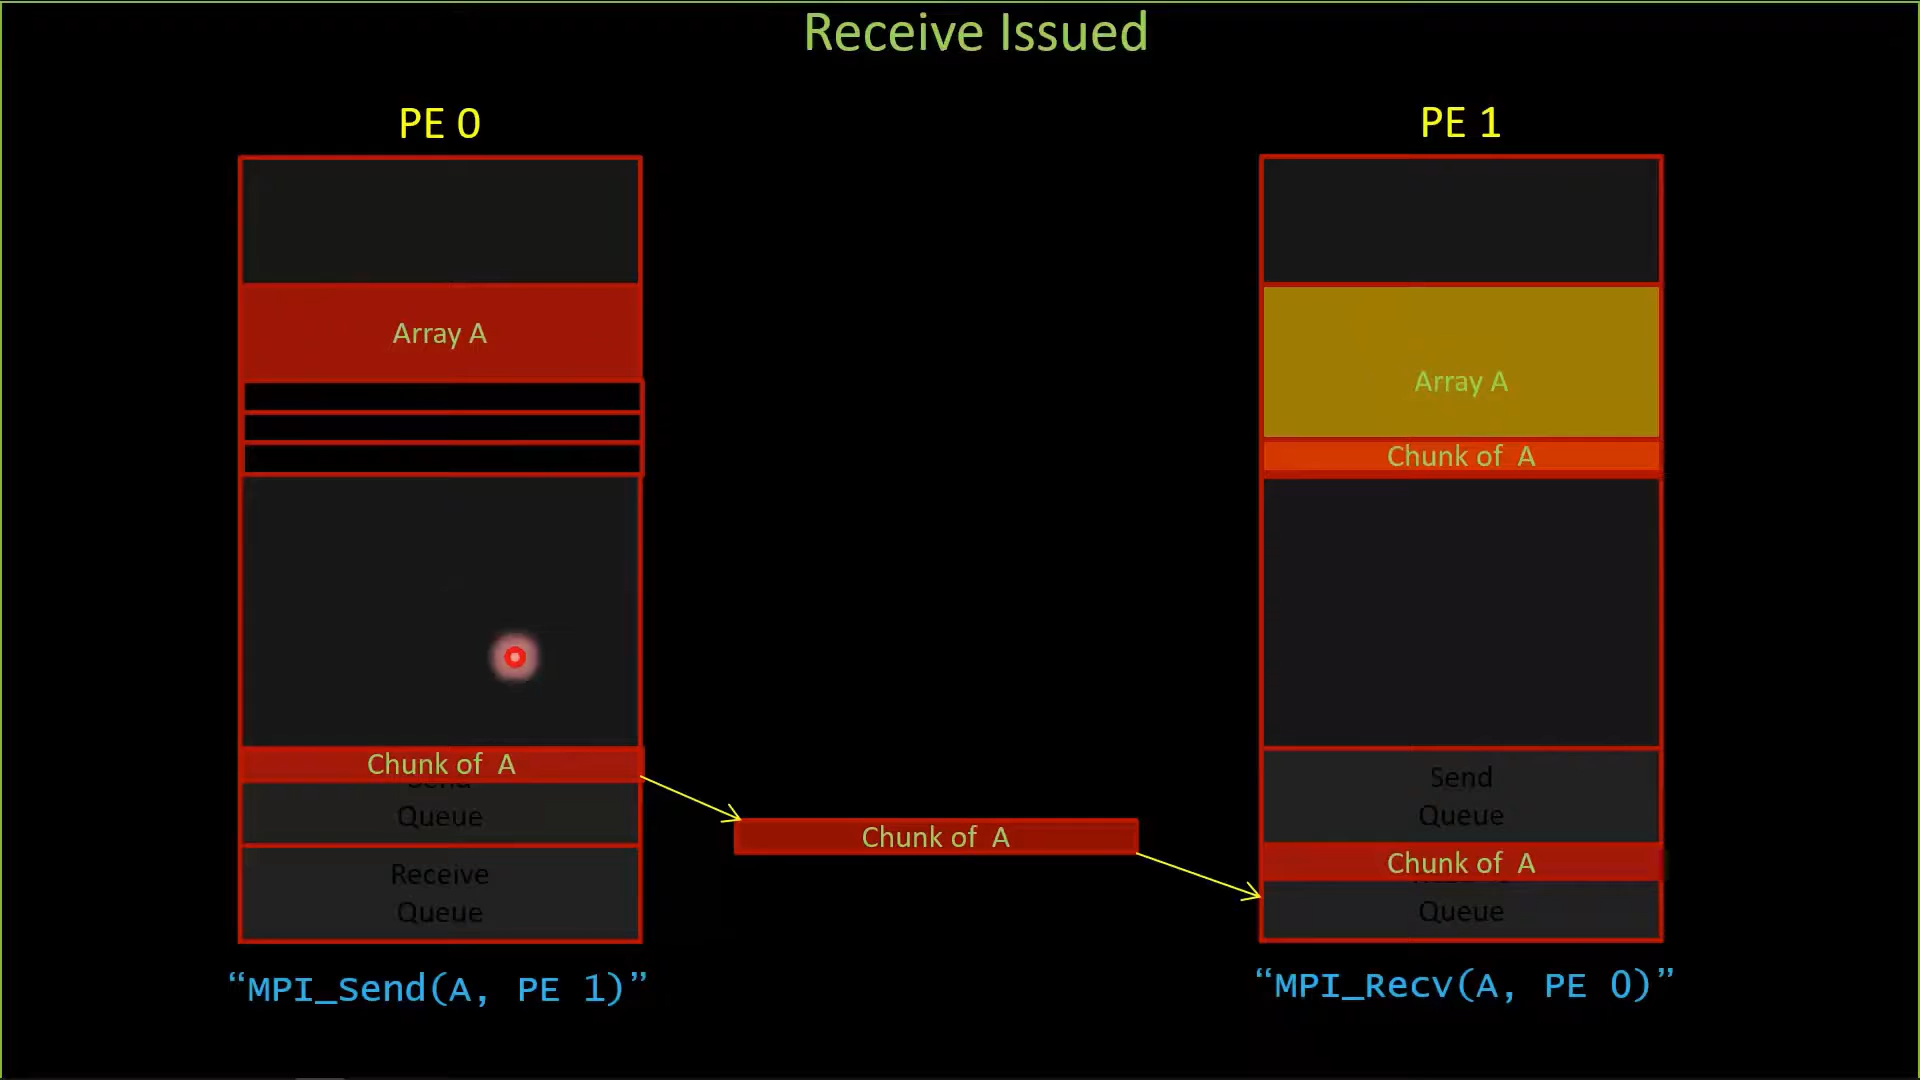 Receive Issued
PE 0
Array A
Chunk of A
Send
Queue
Receive
Queue
"MPI_Send(A, PE 1)"
Chunk of A
PE 1
Array A
Chunk of A
Send
Queue
Chunk of A
Queue
"MPI_Recv(A, PE 0)"